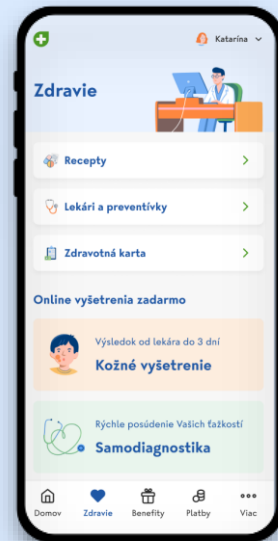 Katarína
Zdravie
Recepty
Lekári a preventívky
Zdravotná karta
Online vyšetrenia zadarmo
Výsledok od lekára do 3 dní
Kožné vyšetrenie
Rýchle posúdenie Vašich ťažkostí
Samodiagnostika
Domov Zdravie Benefity Platby Viac